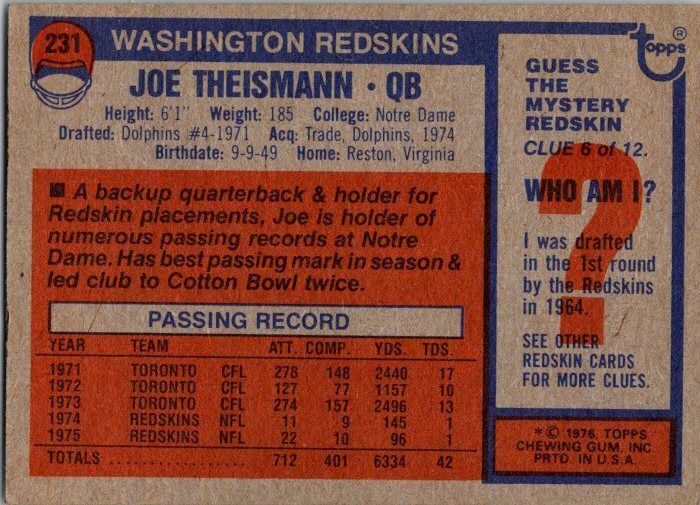 231 WASHINGTON REDSKINS
JOE THEISMANN • QB
Height: 6'1" Weight: 185 College: Notre Dame
Drafted: Dolphins #4-1971 Acq: Trade, Dolphins, 1974
Birthdate: 9-9-49 Home: Reston, Virginia
■ A backup quarterback & holder for
Redskin placements, Joe is holder of
numerous passing records at Notre
Dame. Has best passing mark in season &
led club to Cotton Bowl twice.
PASSING RECORD
YEAR TEAM ATT. COMP. YDS. TDS.
1971 TORONTO CFL 278 148 2440 17
1972 TORONTO CFL 127 77 1157 10
1973 TORONTO CFL 274 157 2496 13
1974 REDSKINS NFL 11 9 145 1
1975 REDSKINS NFL 22 10 96 1
TOTALS .................... 712 401 6334 42
topps ®
GUESS
THE
MYSTERY
REDSKIN
CLUE 6 of 12.
WHO AM I?
?
I was drafted
in the 1st round
by the Redskins
in 1964.
SEE OTHER
REDSKIN CARDS
FOR MORE CLUES.
* © 1976, TOPPS
CHEWING GUM, INC
PRTD. IN U.S.A.